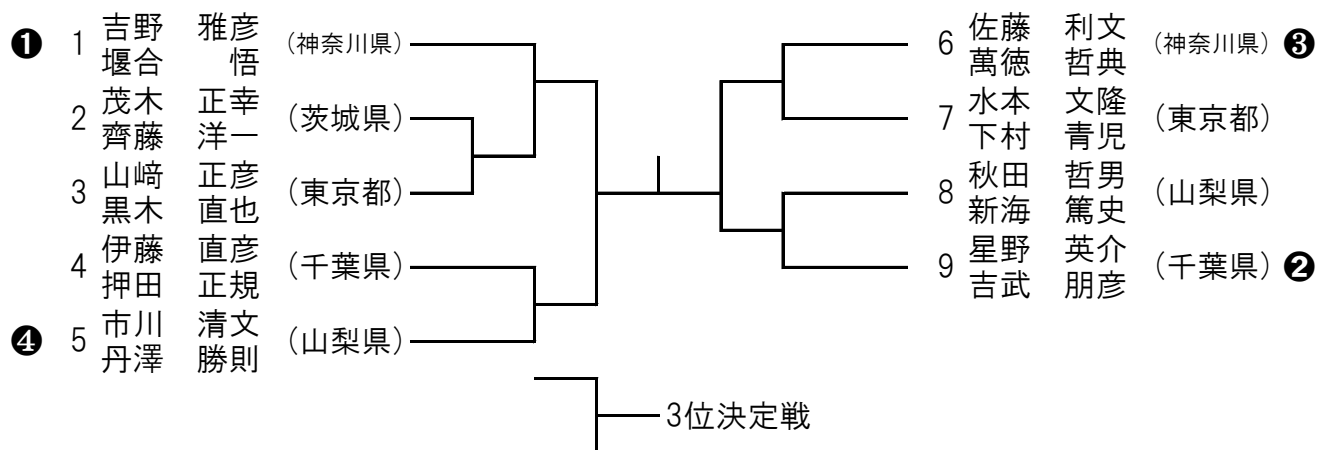 ❶ 1 吉野 雅彦 (神奈川県)
堰合 悟
2 茂木 正幸 (茨城県)
齊藤 洋一
3 山﨑 正彦 (東京都)
黒木 直也
4 伊藤 直彦 (千葉県)
押田 正規
❹ 5 市川 清文 (山梨県)
丹澤 勝則
6 佐藤 利文 (神奈川県) ❸
萬徳 哲典
7 水本 文隆 (東京都)
下村 青児
8 秋田 哲男 (山梨県)
新海 篤史
9 星野 英介 (千葉県) ❷
吉武 朋彦
3位決定戦